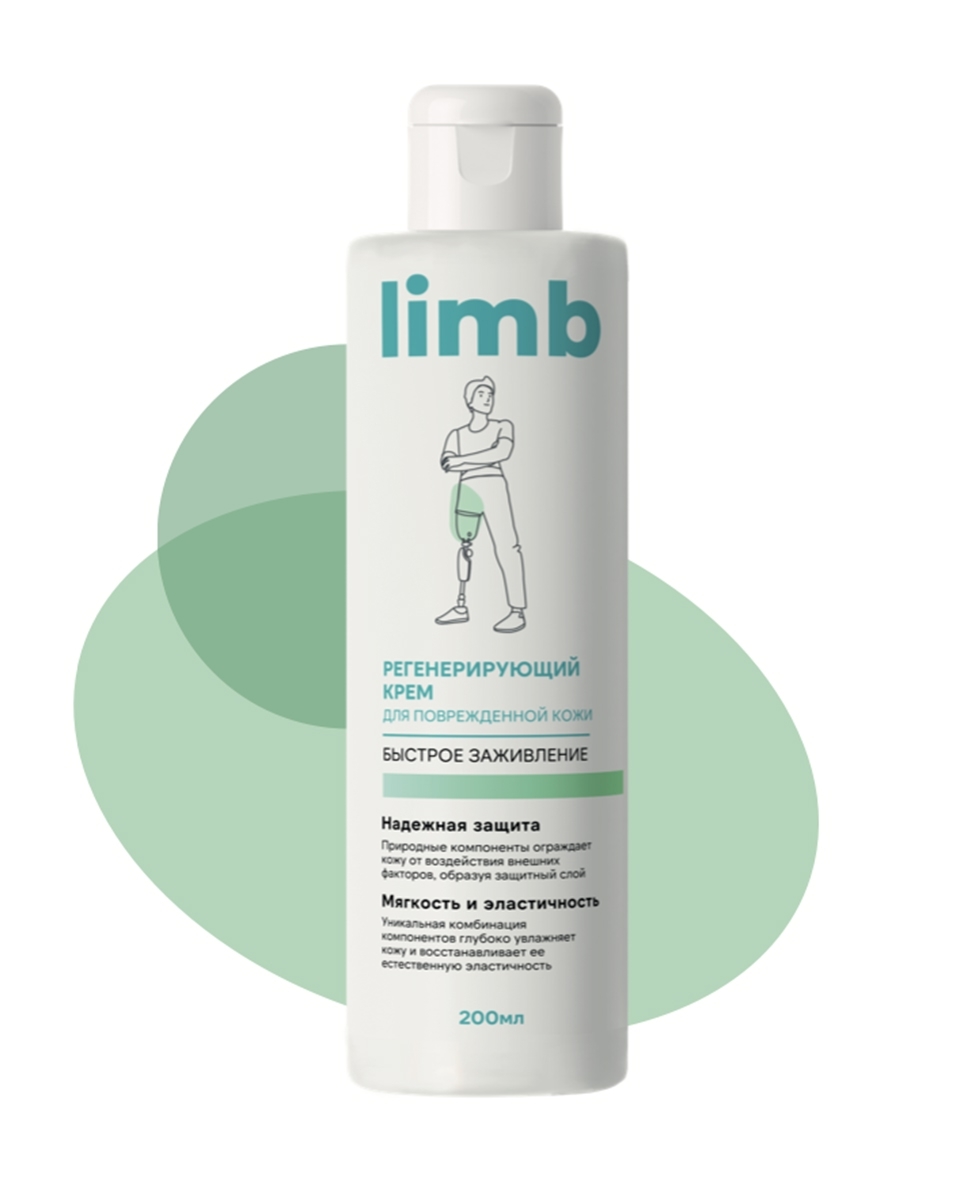 limb
РЕГЕНЕРИРУЮЩИЙ
КРЕМ
ДЛЯ ПОВРЕЖДЕННОЙ КОЖИ
БЫСТРОЕ ЗАЖИВЛЕНИЕ
Надежная защита
Природные компоненты ограждает
кожу от воздействия внешних
факторов, образуя защитный слой
Мягкость и эластичность
Уникальная комбинация
компонентов глубоко увлажняет
кожу и восстанавливает ее
естественную эластичность
200мл